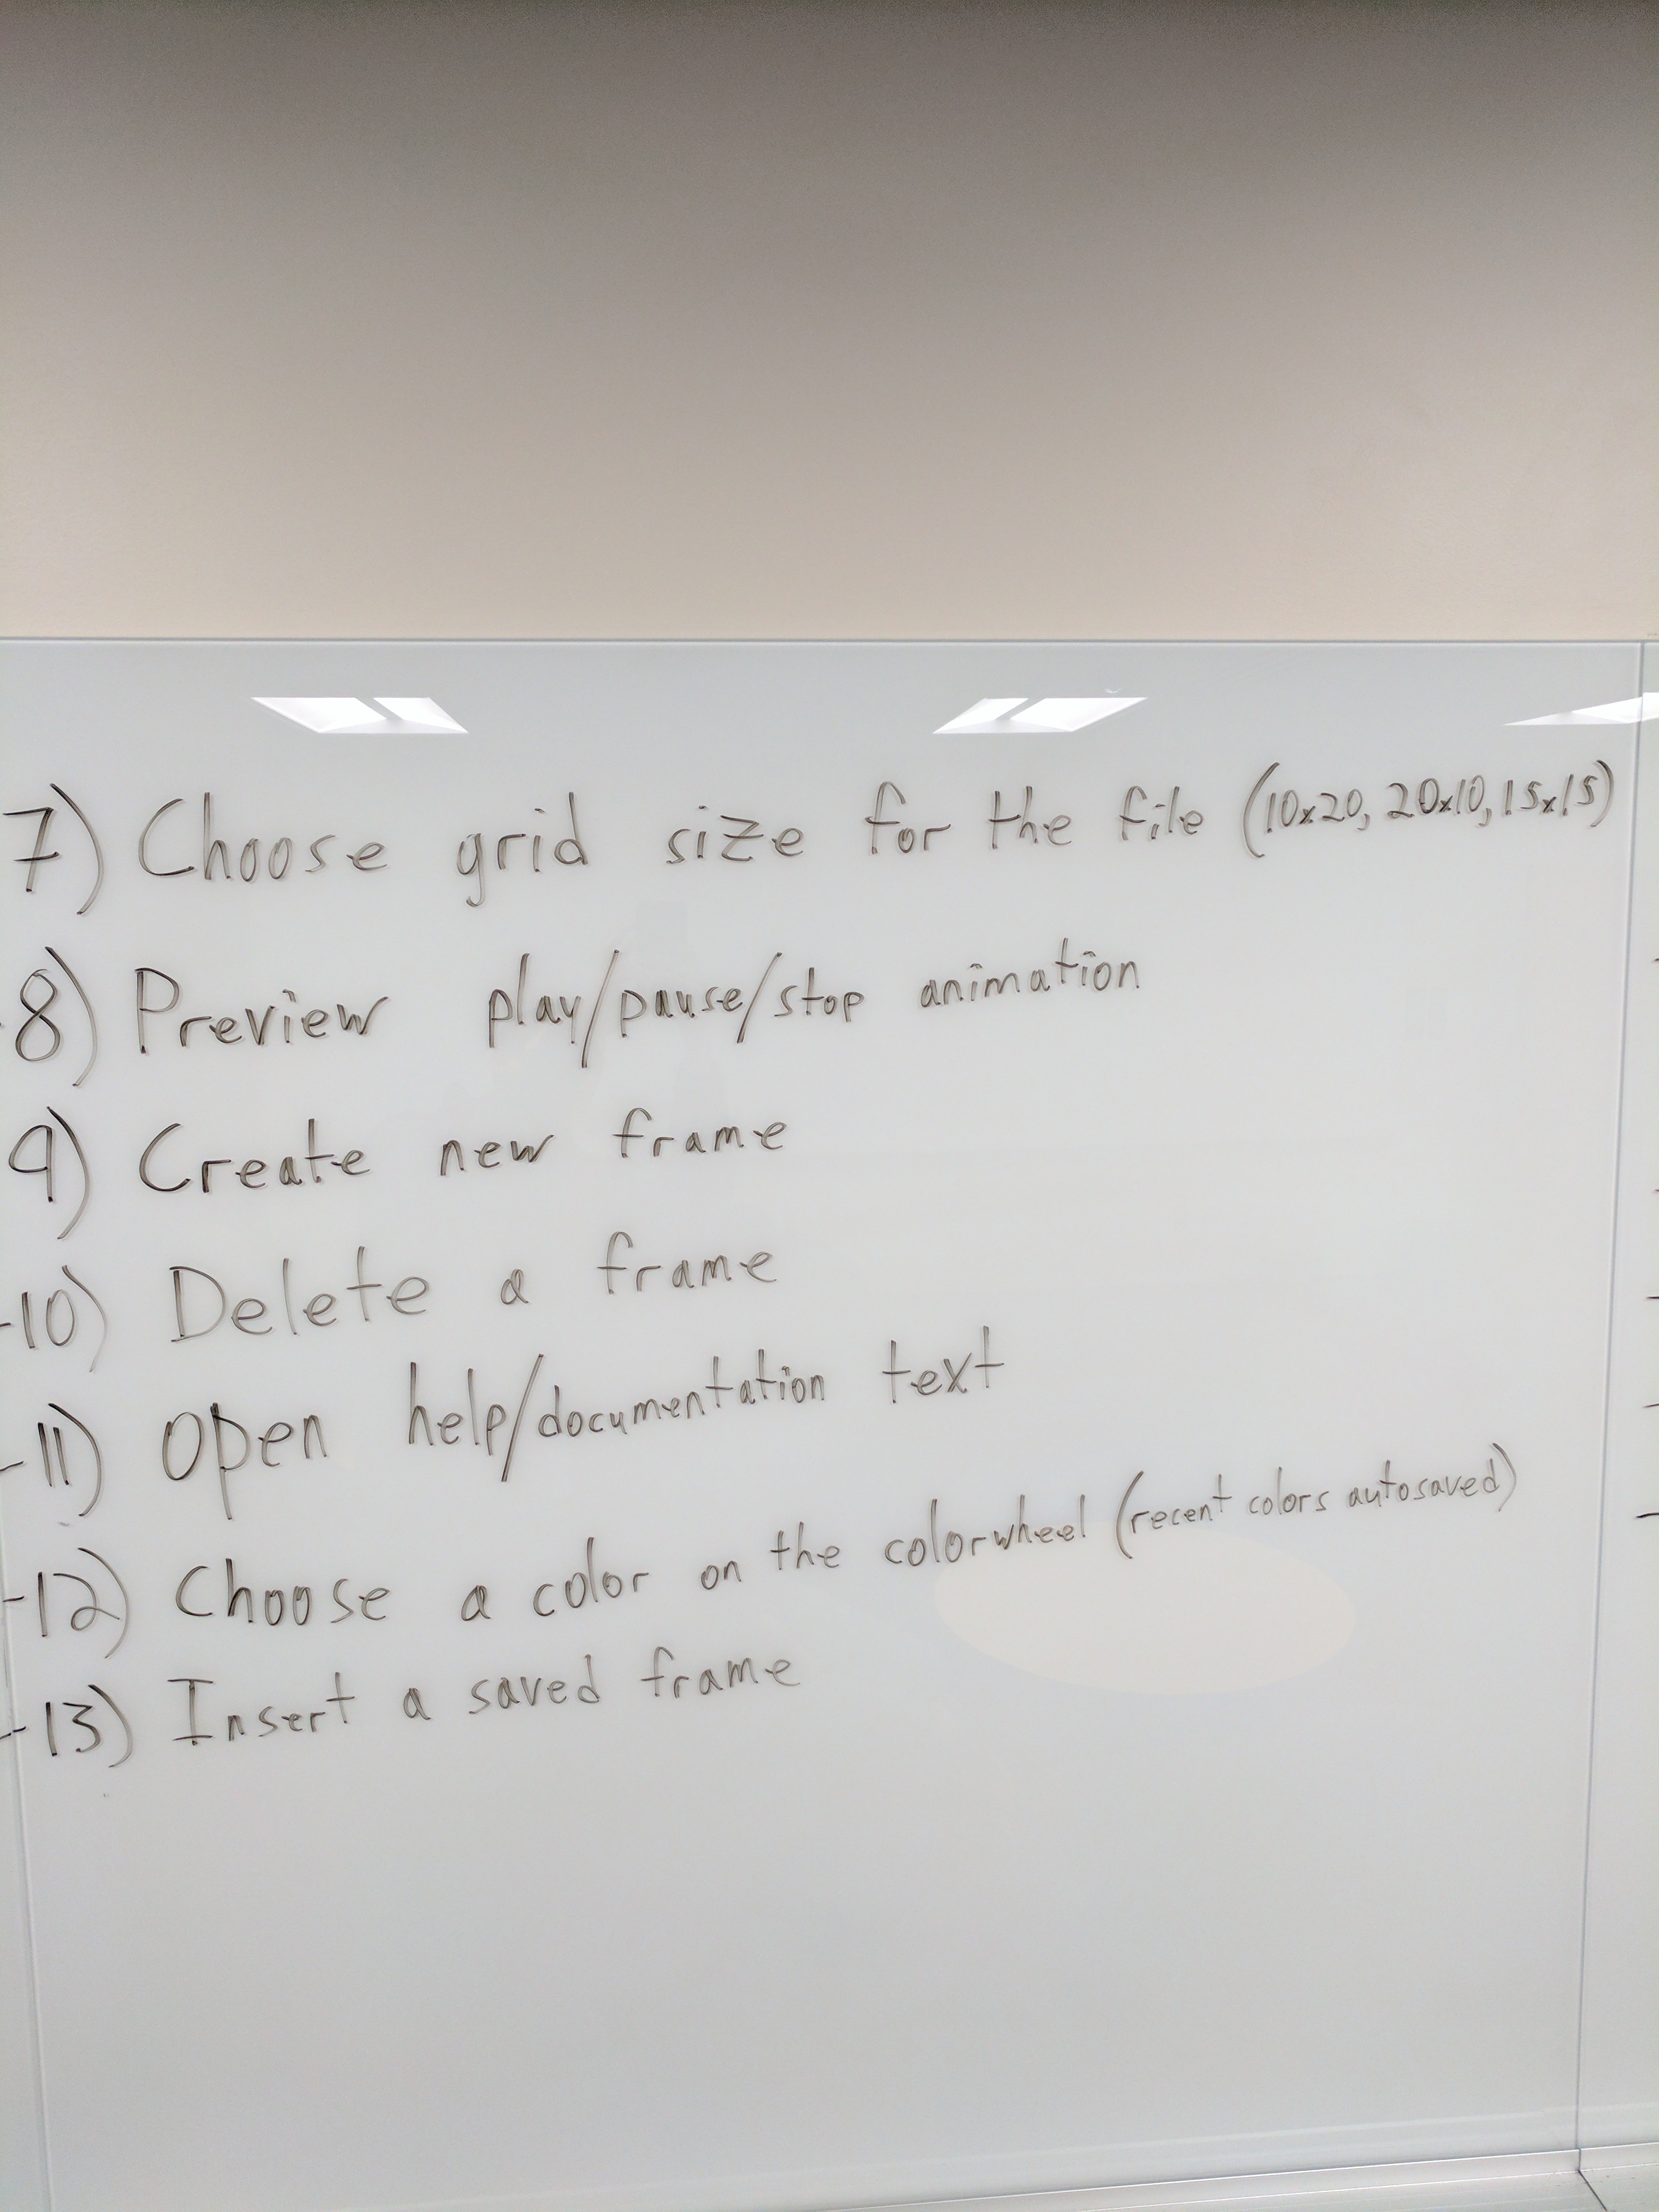 7) Choose grid size for the file (10x20, 20x10, 15x15)
-8) Preview play/pause/stop animation
9) Create new frame
-10) Delete a frame
-11) Open help/documentation text
-12) Choose a color on the colorwheel (recent colors autosaved)
-13) Insert a saved frame